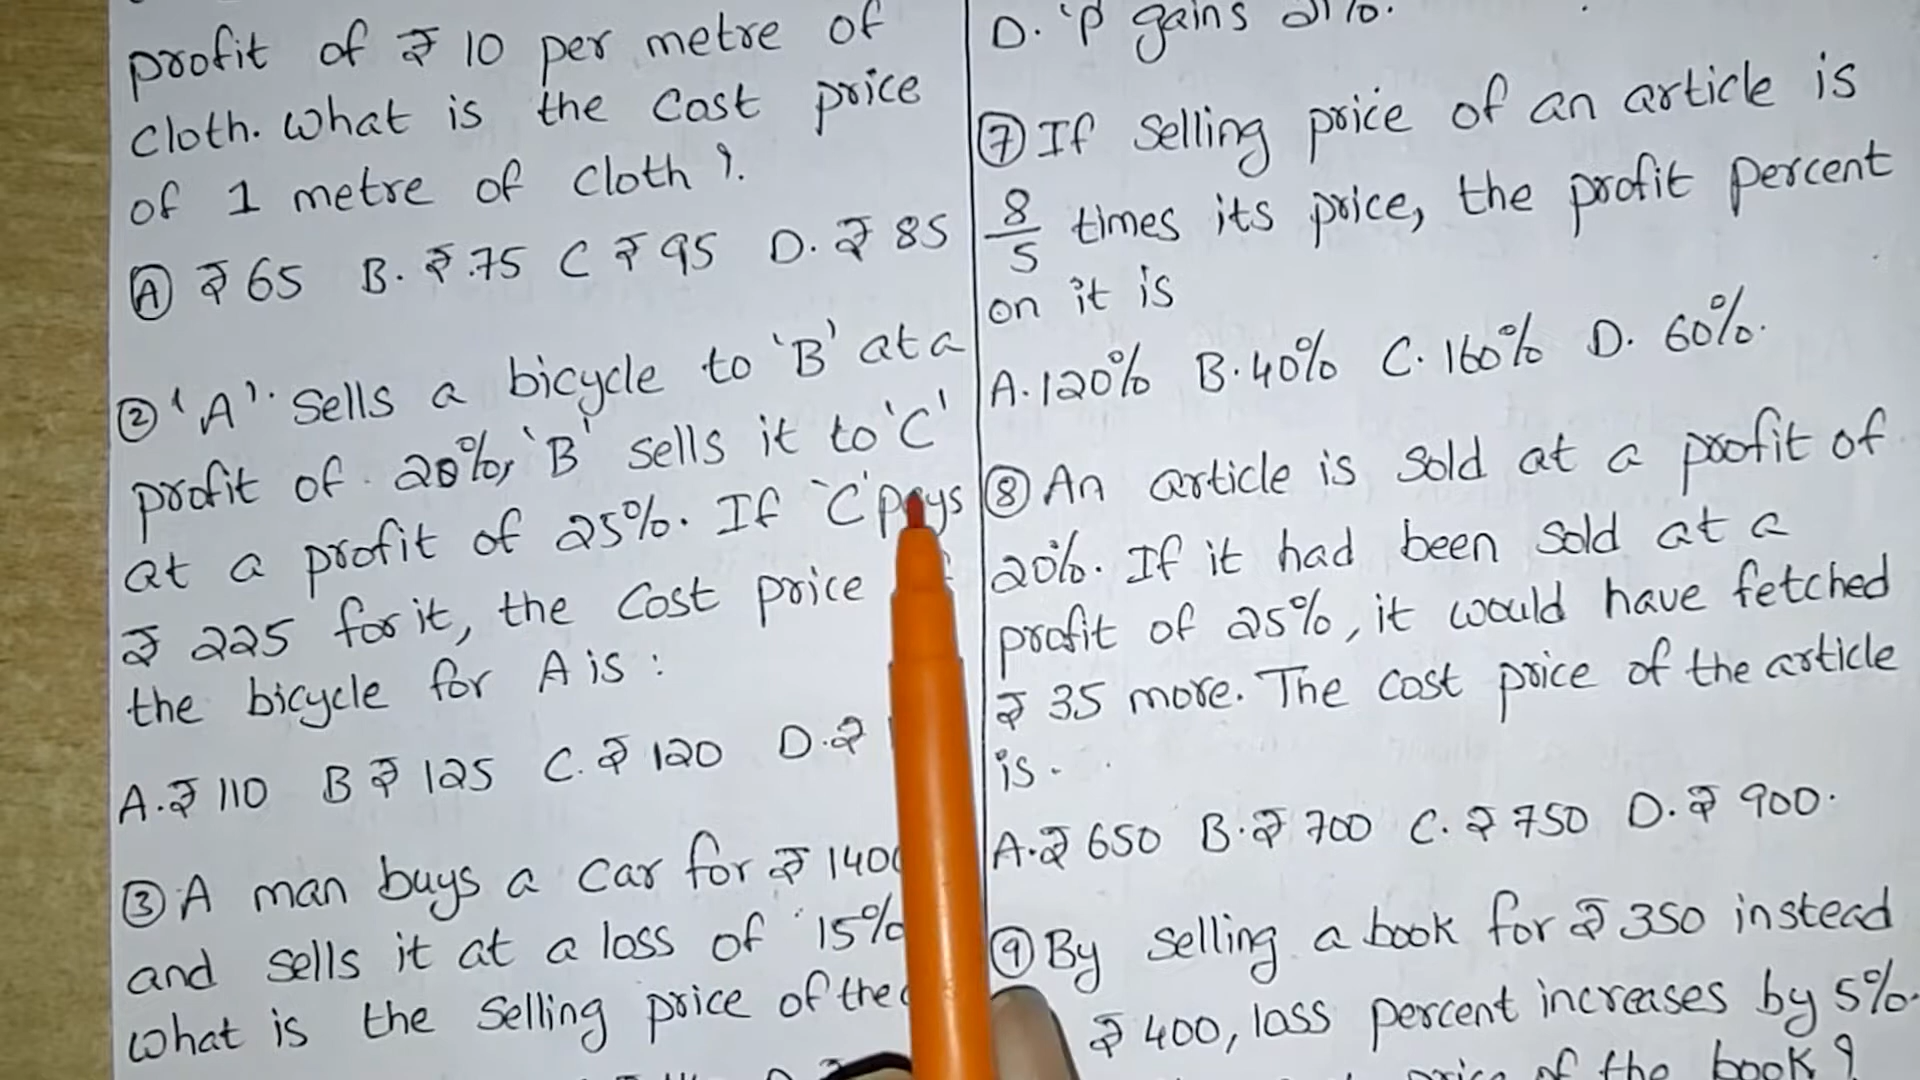 profit of ₹ 10 per metre of
cloth. what is the cost price
of 1 metre of cloth ?.
Ⓐ ₹ 65 B. ₹.75 C ₹ 95 D. ₹ 85
② 'A'. Sells a bicycle to 'B' at a
profit of 20%, 'B' sells it to 'C'
at a profit of 25%. If 'C' pays
₹ 225 for it, the cost price
the bicycle for A is :
A.₹ 110 B ₹ 125 C. ₹ 120 D.₹
③ A man buys a car for ₹
and sells it at a loss of 15%
what is the selling price of the
D. 'P gains
⑦ If selling price of an article is
8/5 times its price, the profit percent
on it is
A.120% B.40% C.160% D. 60%.
⑧ An article is sold at a profit of
20%. If it had been sold at a
profit of 25%, it would have fetched
₹ 35 more. The cost price of the article
is.
A.₹ 650 B.₹ 700 C. ₹ 750 D.₹ 900.
⑨ By selling a book for ₹ 350 instead
₹ 400, loss percent increases by 5%.
price of the book ?